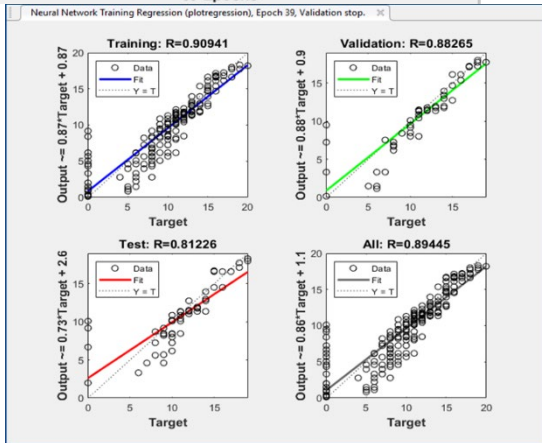 Neural Network Training Regression (plotregression), Epoch 39, Validation stop.
Training: R=0.90941
Output ~= 0.87*Target + 0.87
20
15
10
5
0
Data
Fit
Y = T
0
5
10
15
20
Target
Validation: R=0.88265
Output ~= 0.88*Target + 0.9
15
10
5
0
Data
Fit
Y = T
0
5
10
15
Target
Test: R=0.81226
Output ~= 0.73*Target + 2.6
15
10
5
0
Data
Fit
Y = T
0
10
15
Target
All: R=0.89445
Output ~= 0.86*Target + 1.1
20
15
10
5
0
Data
Fit
Y = T
0
5
10
15
20
Target